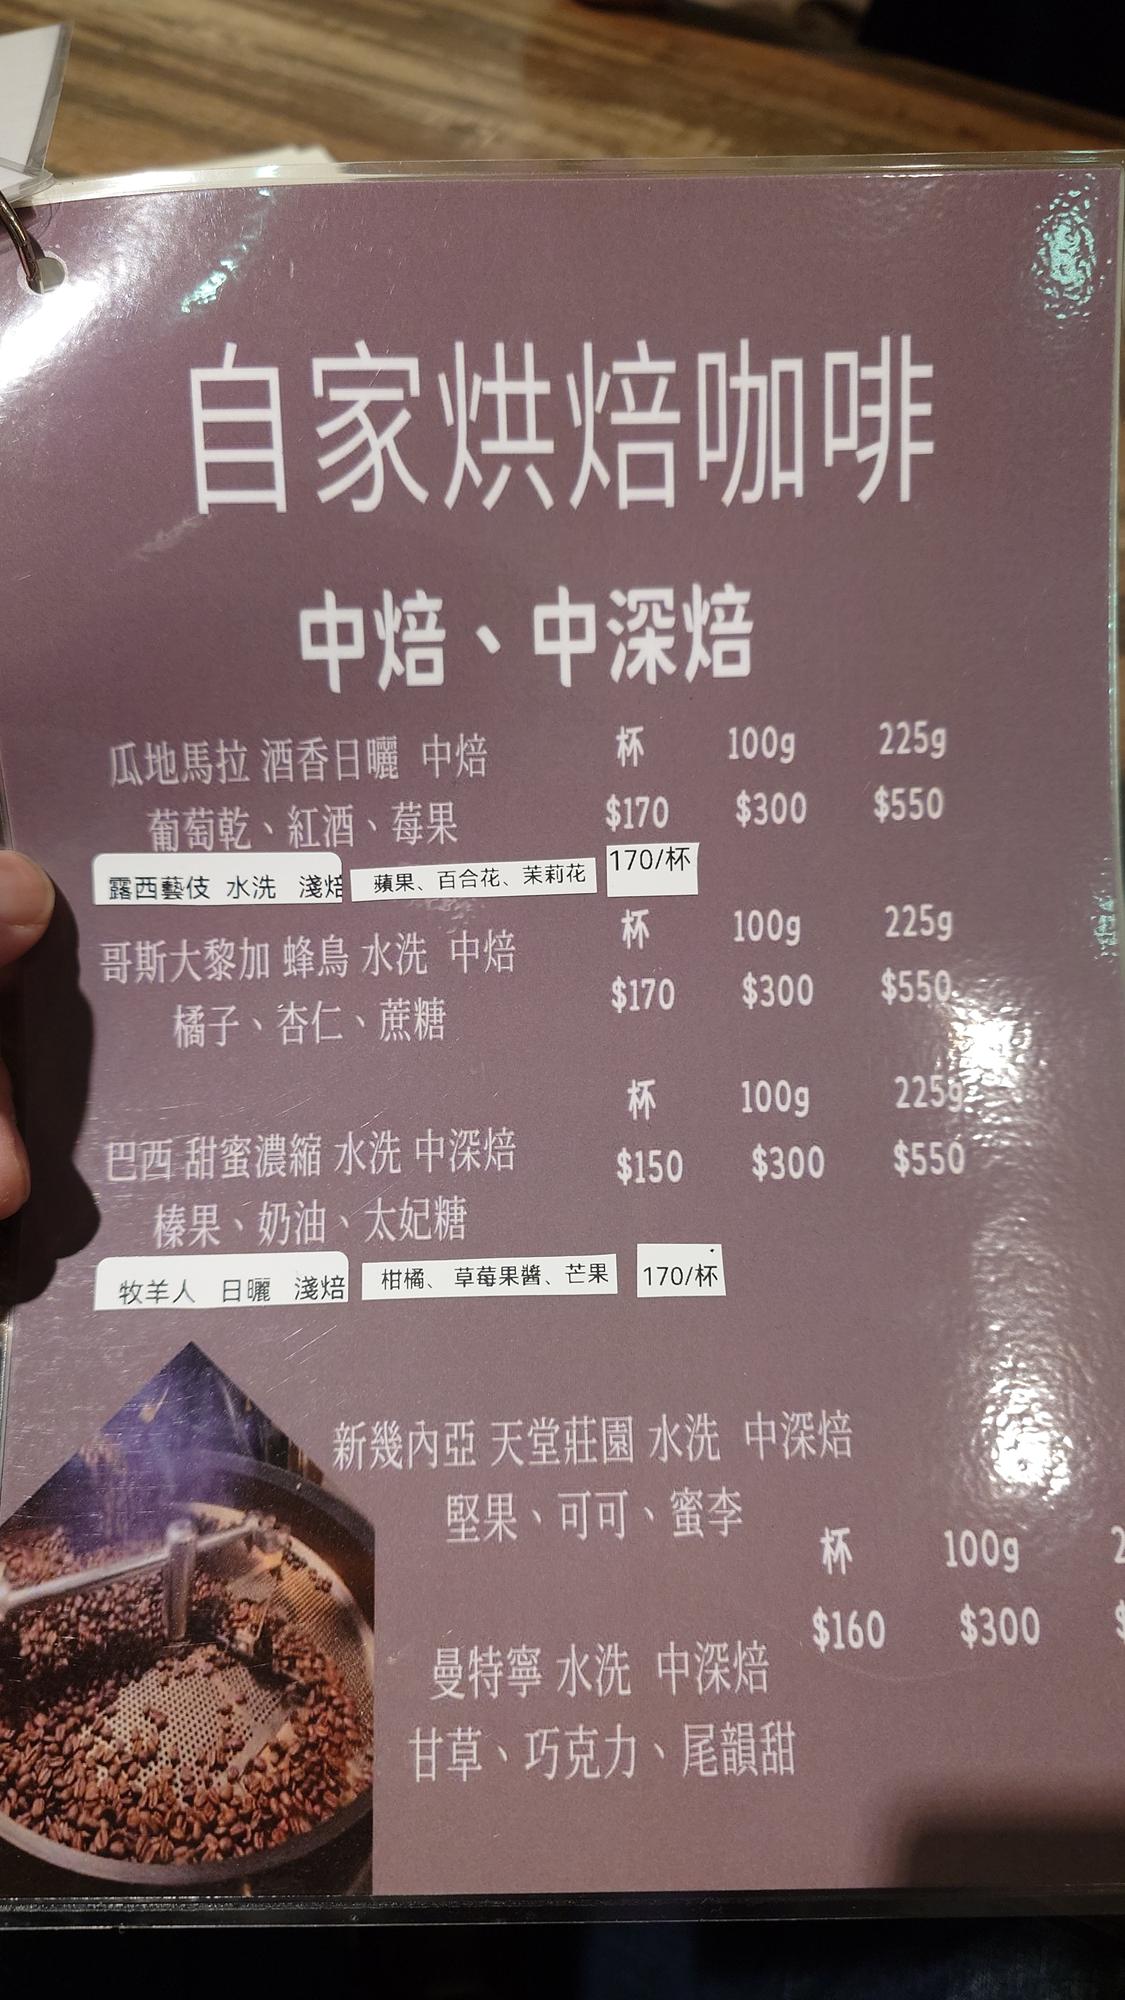 自家烘焙咖啡
中焙、中深焙
瓜地馬拉 酒香日曬 中焙 杯 100g 225g
葡萄乾、紅酒、莓果 $170 $300 $550
露西藝伎 水洗 淺焙 蘋果、百合花、茉莉花 170/杯
哥斯大黎加 蜂鳥 水洗 中焙 杯 100g 225g
橘子、杏仁、蔗糖 $170 $300 $550
杯 100g 225g
巴西 甜蜜濃縮 水洗 中深焙 $150 $300 $550
榛果、奶油、太妃糖
牧羊人 日曬 淺焙 柑橘、草莓果醬、芒果 170/杯
新幾內亞 天堂莊園 水洗 中深焙
堅果、可可、蜜李
杯 100g
$160 $300
曼特寧 水洗 中深焙
甘草、巧克力、尾韻甜